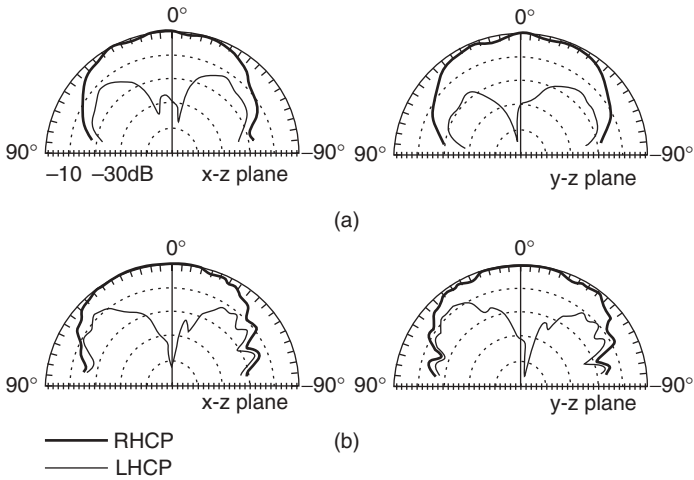 0° 0°
90° –90° 90° –90°
–10 –30dB x-z plane y-z plane
(a)
0° 0°
90° –90° 90° –90°
x-z plane y-z plane
RHCP (b)
LHCP